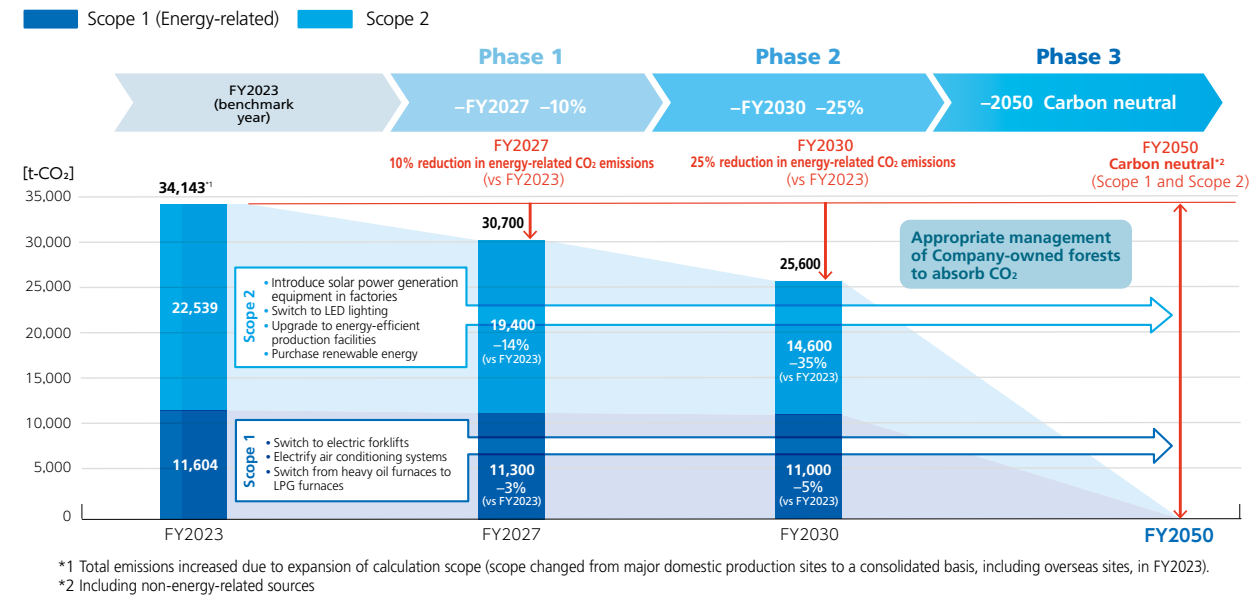 Scope 1 (Energy-related)
Scope 2
Phase 1
Phase 2
Phase 3
FY2023
(benchmark
year)
–FY2027 –10%
–FY2030 –25%
–2050 Carbon neutral
FY2027
10% reduction in energy-related CO₂ emissions
(vs FY2023)
FY2030
25% reduction in energy-related CO₂ emissions
(vs FY2023)
FY2050
Carbon neutral*2
(Scope 1 and Scope 2)
[t-CO₂]
35,000
30,000
25,000
20,000
15,000
10,000
5,000
0
34,143*1
22,539
11,604
30,700
19,400
–14%
(vs FY2023)
11,300
–3%
(vs FY2023)
25,600
14,600
–35%
(vs FY2023)
11,000
–5%
(vs FY2023)
Appropriate management
of Company-owned forests
to absorb CO₂
Scope 2
• Introduce solar power generation
equipment in factories
• Switch to LED lighting
• Upgrade to energy-efficient
production facilities
• Purchase renewable energy
Scope 1
• Switch to electric forklifts
• Electrify air conditioning systems
• Switch from heavy oil furnaces to
LPG furnaces
FY2023
FY2027
FY2030
FY2050
*1 Total emissions increased due to expansion of calculation scope (scope changed from major domestic production sites to a consolidated basis, including overseas sites, in FY2023).
*2 Including non-energy-related sources